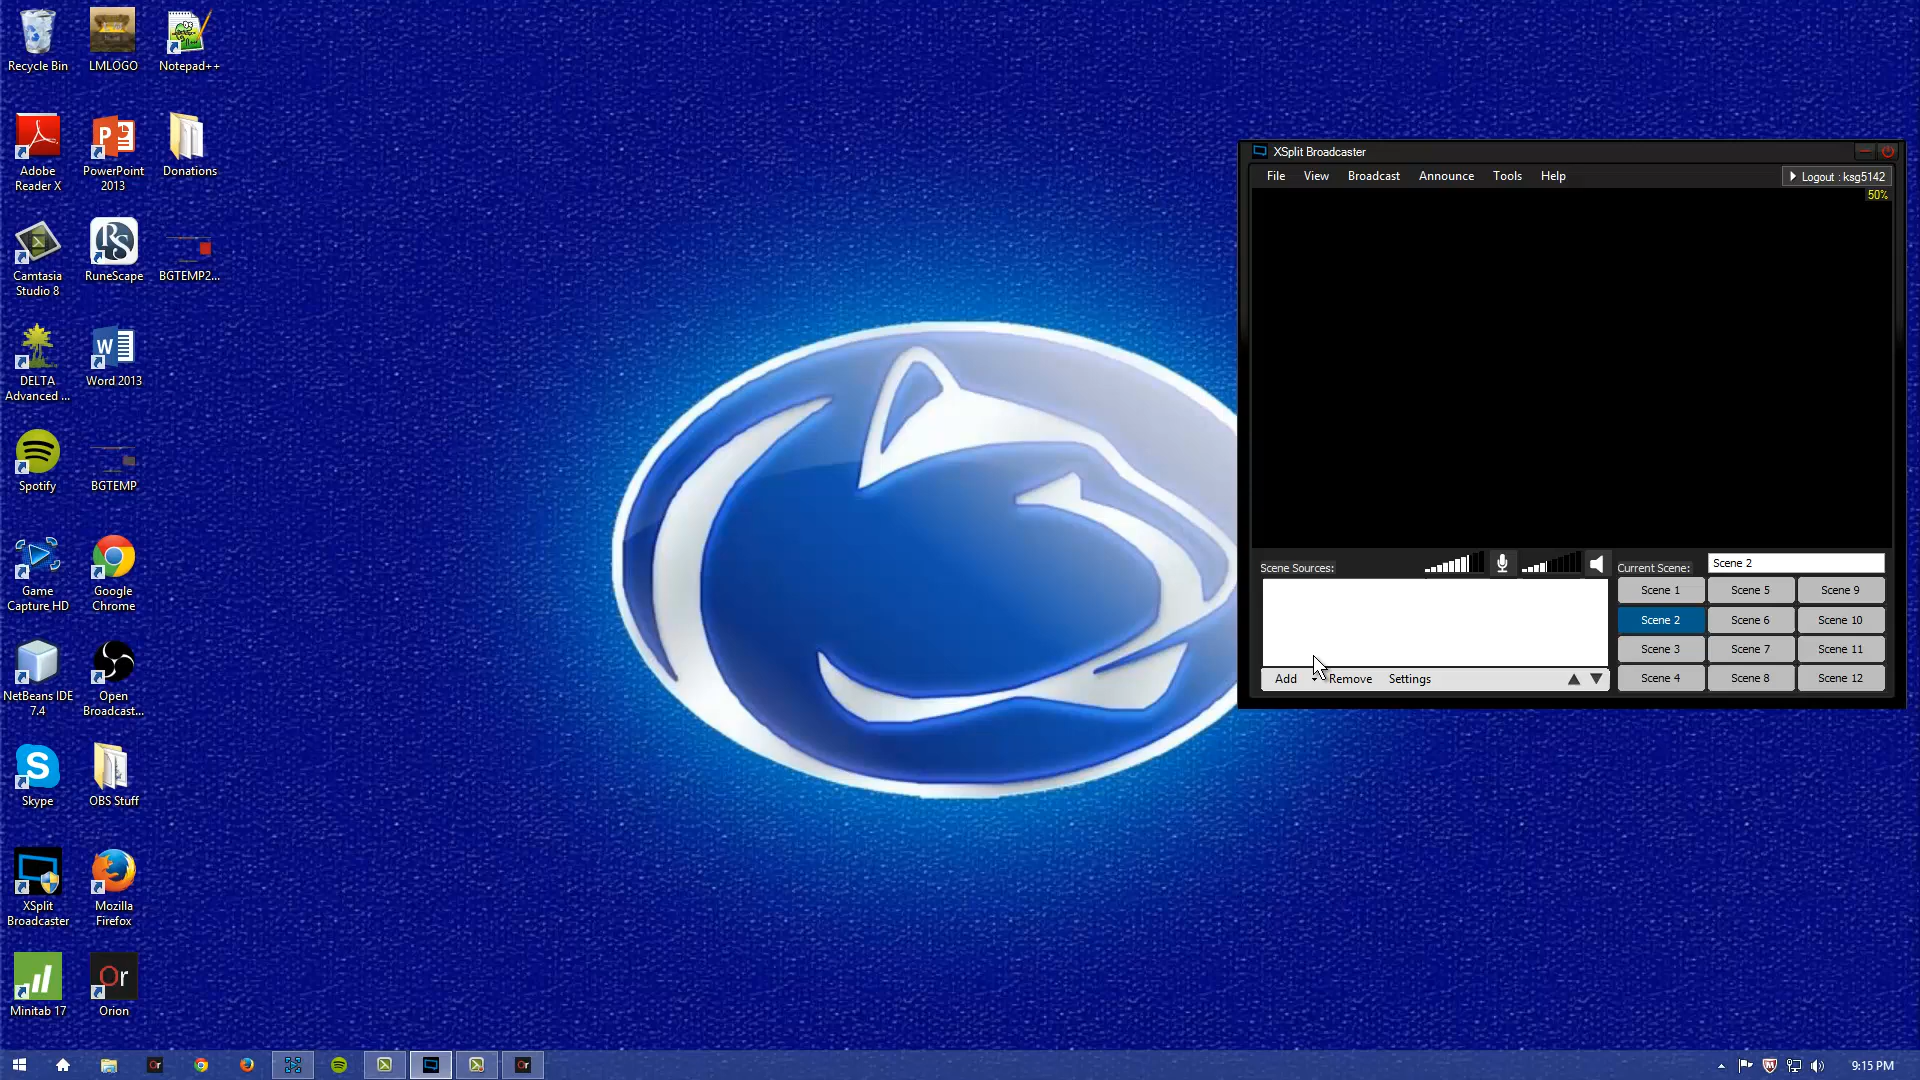 Recycle Bin
LMLOGO
Notepad++
Adobe
Reader X
PowerPoint
2013
Donations
Camtasia
Studio 8
RuneScape
BGTEMP2...
DELTA
Advanced ...
Word 2013
Spotify
BGTEMP
Game
Capture HD
Google
Chrome
NetBeans IDE
7.4
Open
Broadcast...
Skype
OBS Stuff
XSplit
Broadcaster
Mozilla
Firefox
Minitab 17
Or
Orion
XSplit Broadcaster
File View Broadcast Announce Tools Help
Logout : ksg5142
50%
Scene Sources:
Current Scene:
Scene 2
Scene 1 Scene 5 Scene 9
Scene 2 Scene 6 Scene 10
Scene 3 Scene 7 Scene 11
Scene 4 Scene 8 Scene 12
Add Remove Settings
Or
Or
9:15 PM